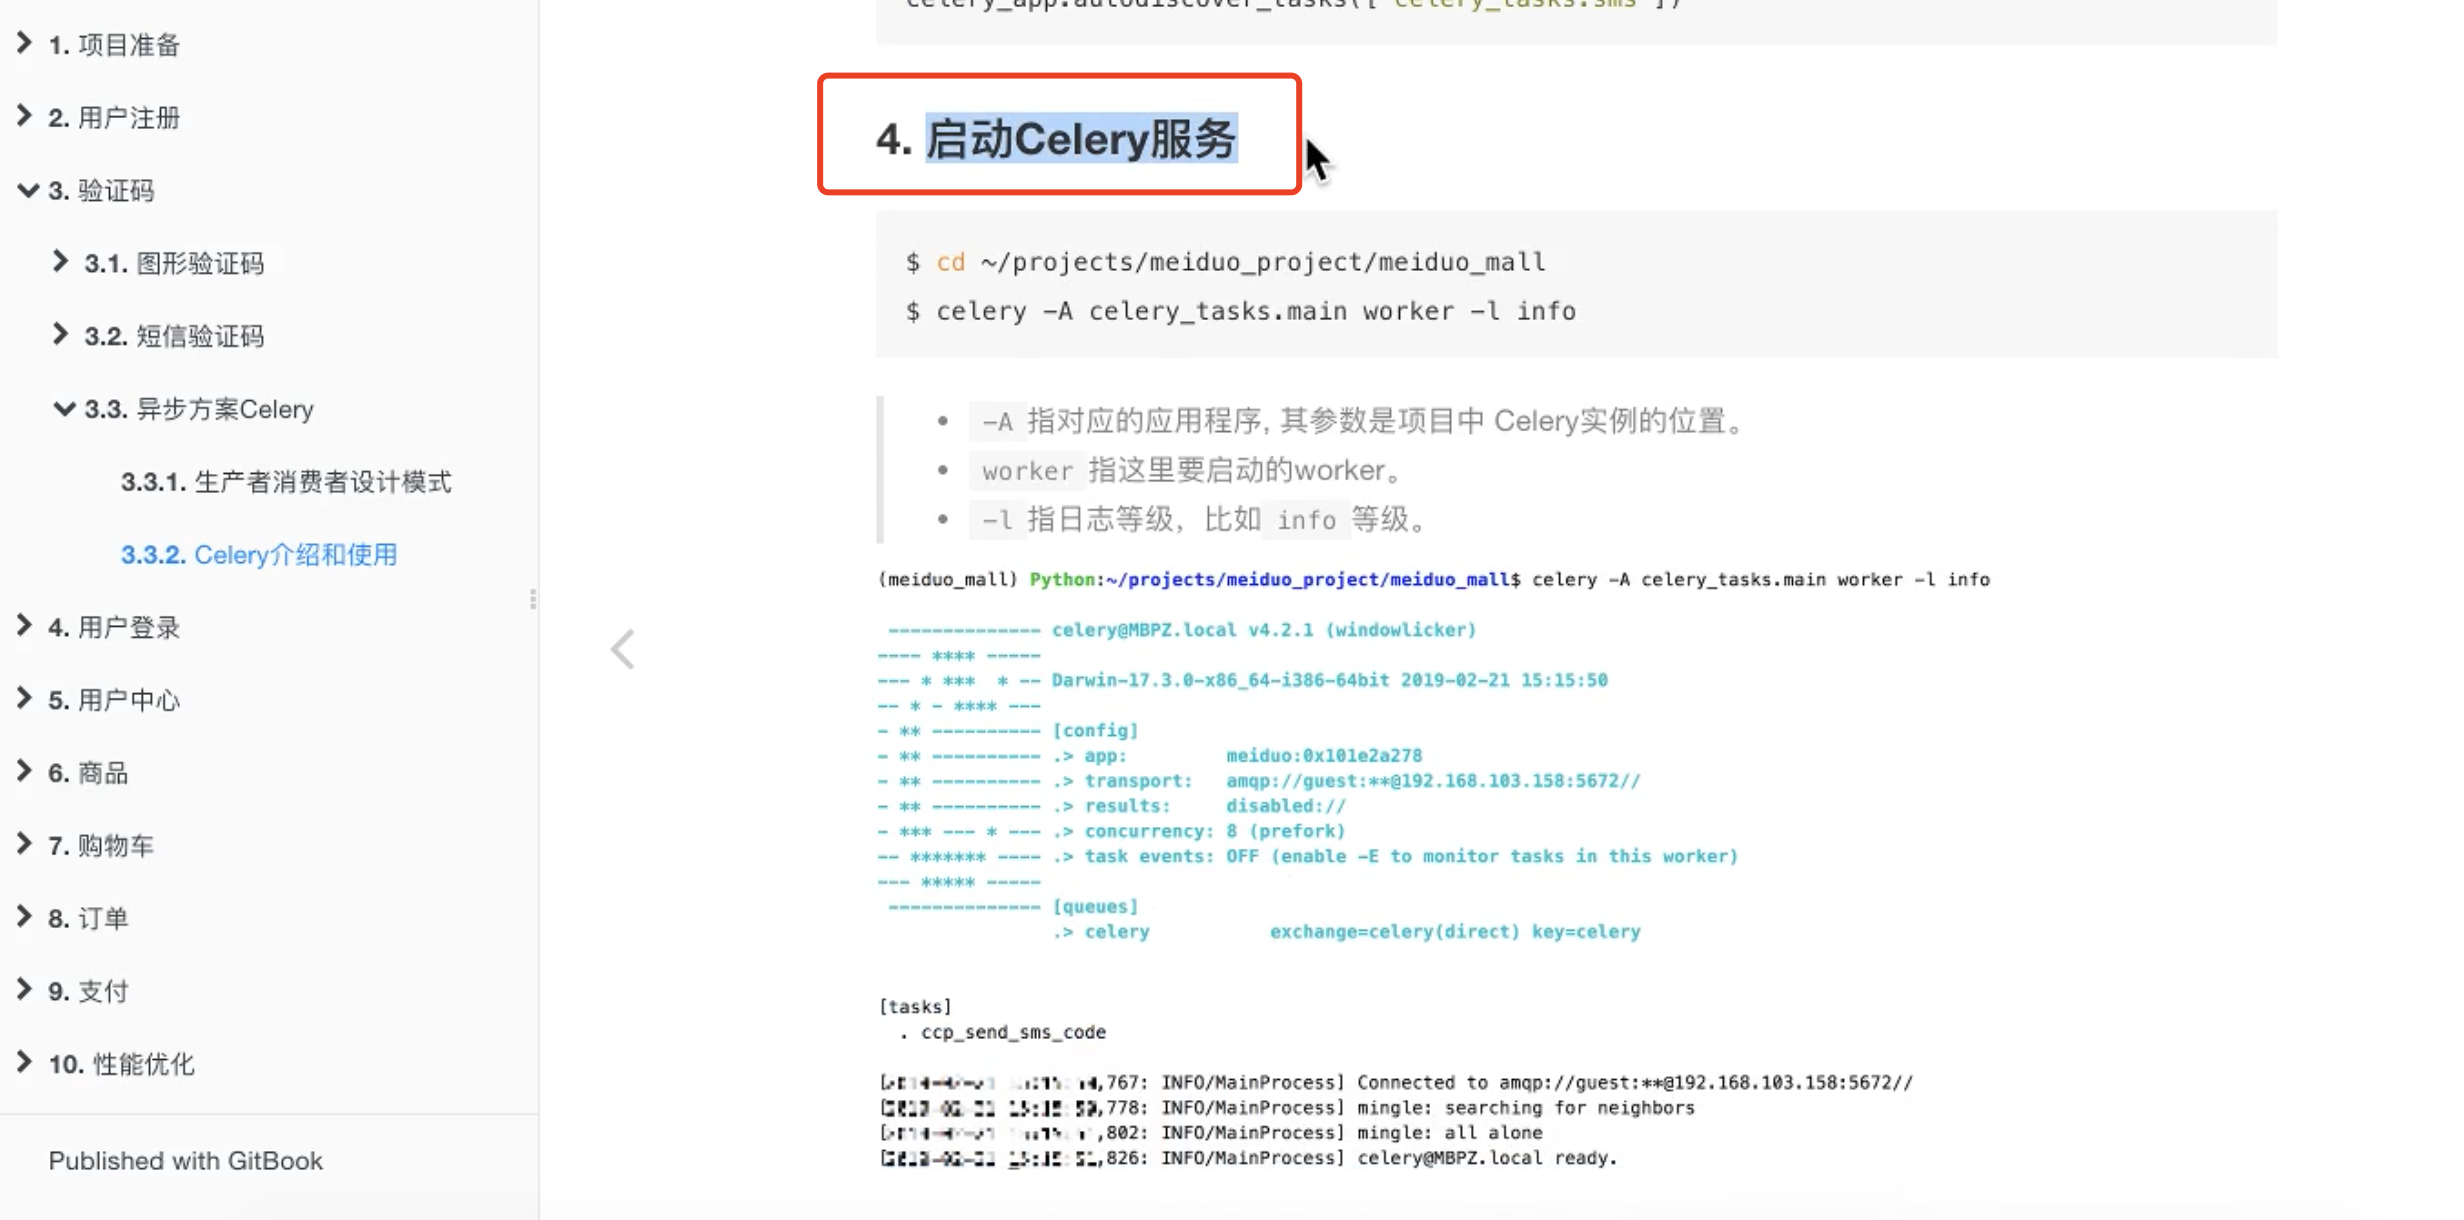 1. 项目准备
2. 用户注册
3. 验证码
3.1. 图形验证码
3.2. 短信验证码
3.3. 异步方案Celery
3.3.1. 生产者消费者设计模式
3.3.2. Celery介绍和使用
4. 用户登录
5. 用户中心
6. 商品
7. 购物车
8. 订单
9. 支付
10. 性能优化
Published with GitBook
celery_app.autodiscover_tasks(['celery_tasks.sms'])
4. 启动Celery服务
$ cd ~/projects/meiduo_project/meiduo_mall
$ celery -A celery_tasks.main worker -l info
• -A 指对应的应用程序, 其参数是项目中 Celery实例的位置。
• worker 指这里要启动的worker。
• -l 指日志等级，比如 info 等级。
(meiduo_mall) Python:~/projects/meiduo_project/meiduo_mall$ celery -A celery_tasks.main worker -l info
-------------- celery@MBPZ.local v4.2.1 (windowlicker)
---- **** -----
--- * ***  * -- Darwin-17.3.0-x86_64-i386-64bit 2019-02-21 15:15:50
-- * - **** ---
- ** ---------- [config]
- ** ---------- .> app:         meiduo:0x101e2a278
- ** ---------- .> transport:   amqp://guest:**@192.168.103.158:5672//
- ** ---------- .> results:     disabled://
- *** --- * --- .> concurrency: 8 (prefork)
-- ******* ---- .> task events: OFF (enable -E to monitor tasks in this worker)
--- ***** -----
-------------- [queues]
.> celery           exchange=celery(direct) key=celery
[tasks]
. ccp_send_sms_code
,767: INFO/MainProcess] Connected to amqp://guest:**@192.168.103.158:5672//
,778: INFO/MainProcess] mingle: searching for neighbors
,802: INFO/MainProcess] mingle: all alone
,826: INFO/MainProcess] celery@MBPZ.local ready.